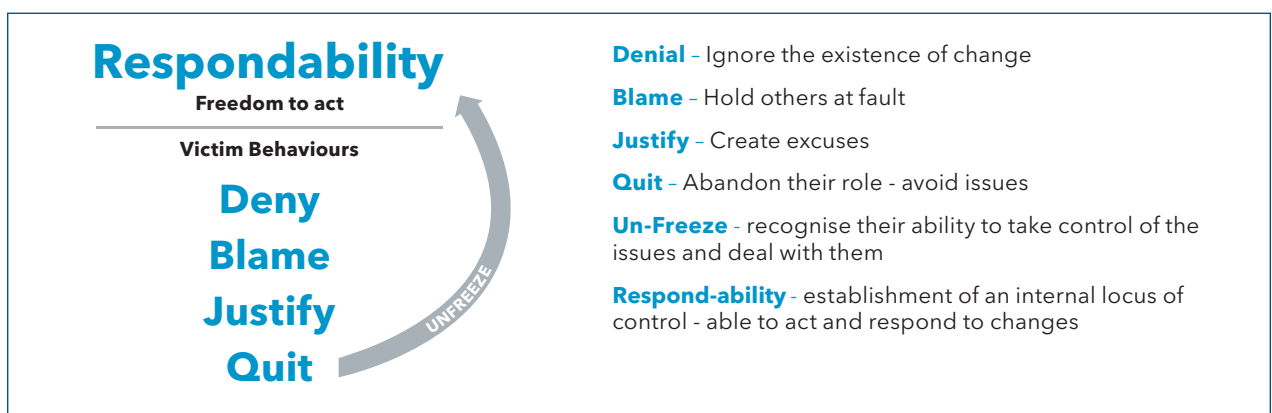 Respondability
Freedom to act
Victim Behaviours
Deny
Blame
Justify
Quit
UNFREEZE
Denial – Ignore the existence of change
Blame – Hold others at fault
Justify – Create excuses
Quit – Abandon their role - avoid issues
Un-Freeze - recognise their ability to take control of the
issues and deal with them
Respond-ability - establishment of an internal locus of
control - able to act and respond to changes